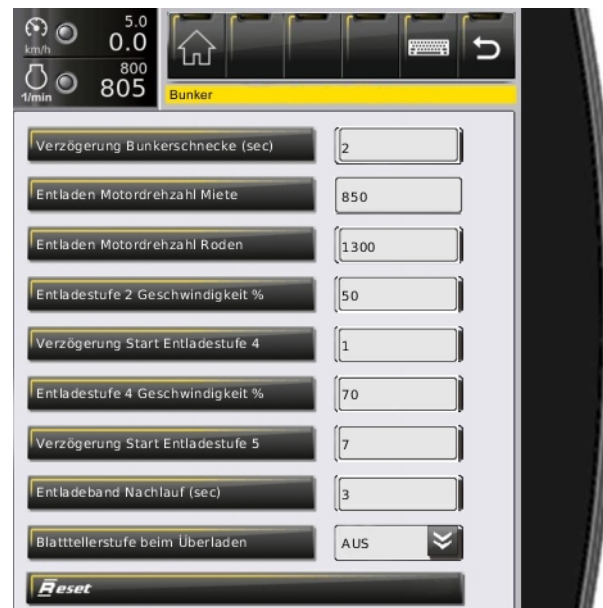 5.0
km/h 0.0
800
1/min 805
Bunker
Verzögerung Bunkerschnecke (sec) 2
Entladen Motordrehzahl Miete 850
Entladen Motordrehzahl Roden 1300
Entladestufe 2 Geschwindigkeit % 50
Verzögerung Start Entladestufe 4 1
Entladestufe 4 Geschwindigkeit % 70
Verzögerung Start Entladestufe 5 7
Entladeband Nachlauf (sec) 3
Blatttellerstufe beim Überladen AUS
Reset